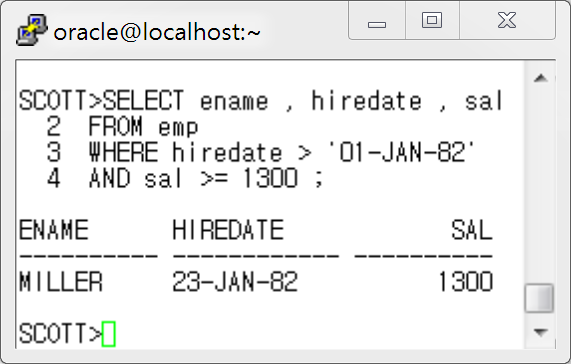 oracle@localhost:~
SCOTT>SELECT ename , hiredate , sal
  2  FROM emp
  3  WHERE hiredate > '01-JAN-82'
  4  AND sal >= 1300 ;
ENAME      HIREDATE            SAL
---------- ------------ ----------
MILLER     23-JAN-82          1300
SCOTT>